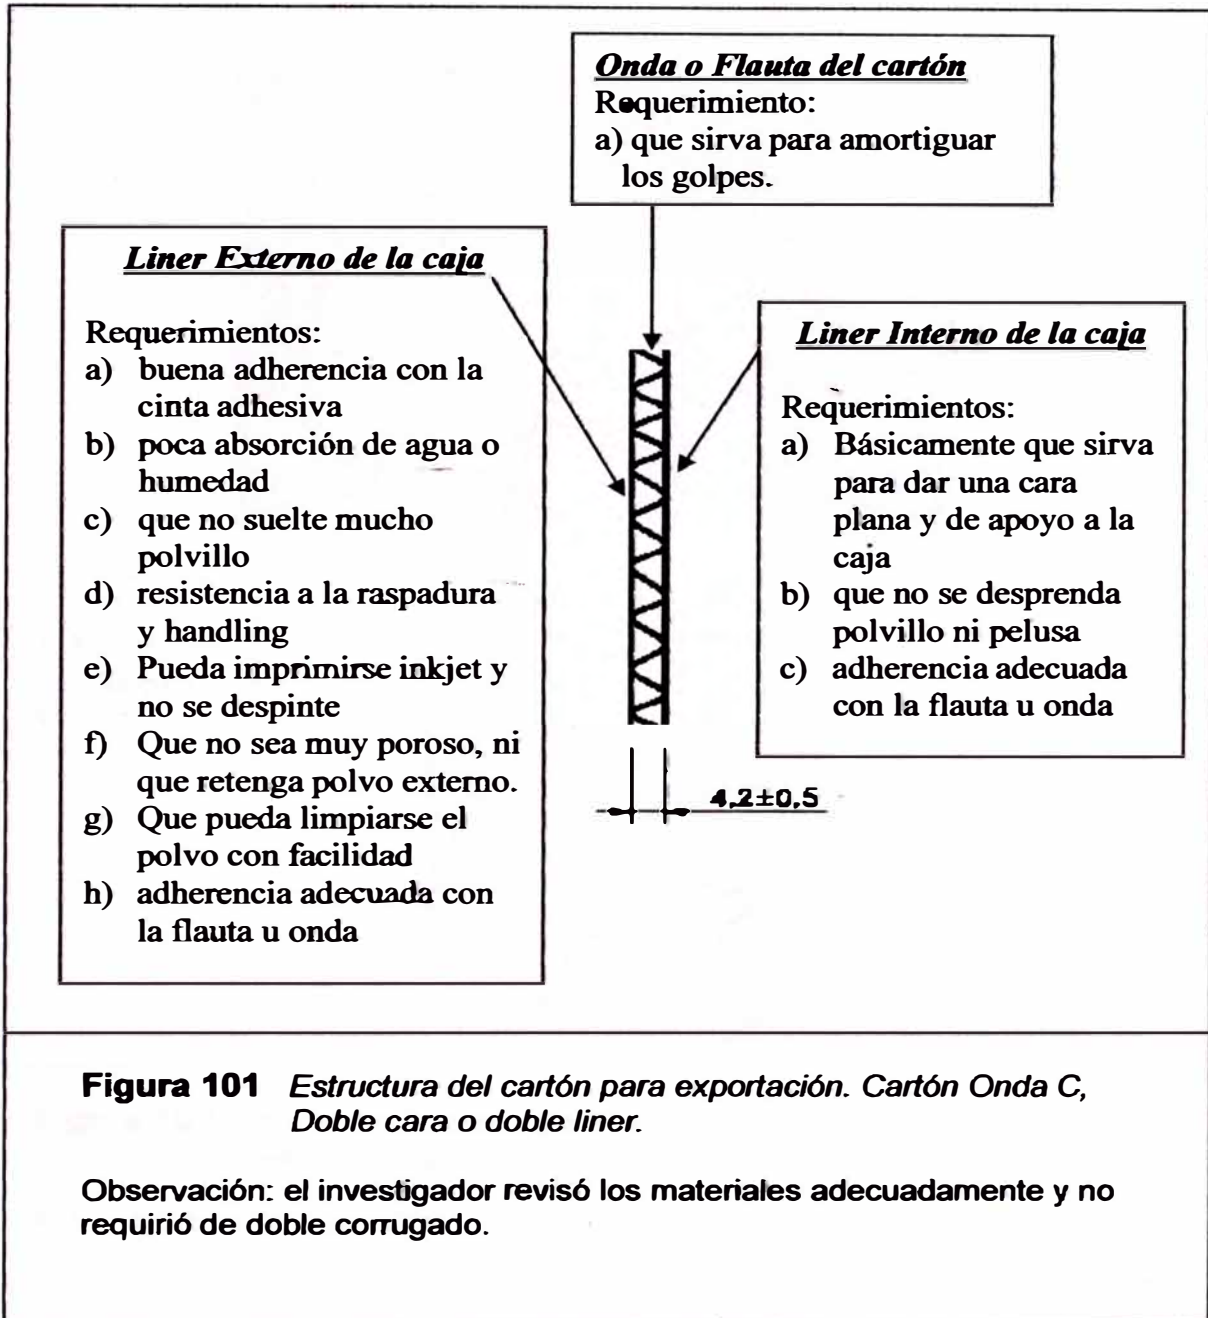 Onda o Flauta del cartón
Requerimiento:
a) que sirva para amortiguar
los golpes.
Liner Externo de la caja
Requerimientos:
a) buena adherencia con la
cinta adhesiva
b) poca absorción de agua o
humedad
c) que no suelte mucho
polvillo
d) resistencia a la raspadura
y handling
e) Pueda imprimirse inkjet y
no se despinte
f) Que no sea muy poroso, ni
que retenga polvo externo.
g) Que pueda limpiarse el
polvo con facilidad
h) adherencia adecuada con
la flauta u onda
Liner Interno de la caja
Requerimientos:
a) Básicamente que sirva
para dar una cara
plana y de apoyo a la
caja
b) que no se desprenda
polvillo ni pelusa
c) adherencia adecuada
con la flauta u onda
4,2±0,5
Figura 101 Estructura del cartón para exportación. Cartón Onda C,
Doble cara o doble liner.
Observación: el investigador revisó los materiales adecuadamente y no
requirió de doble corrugado.